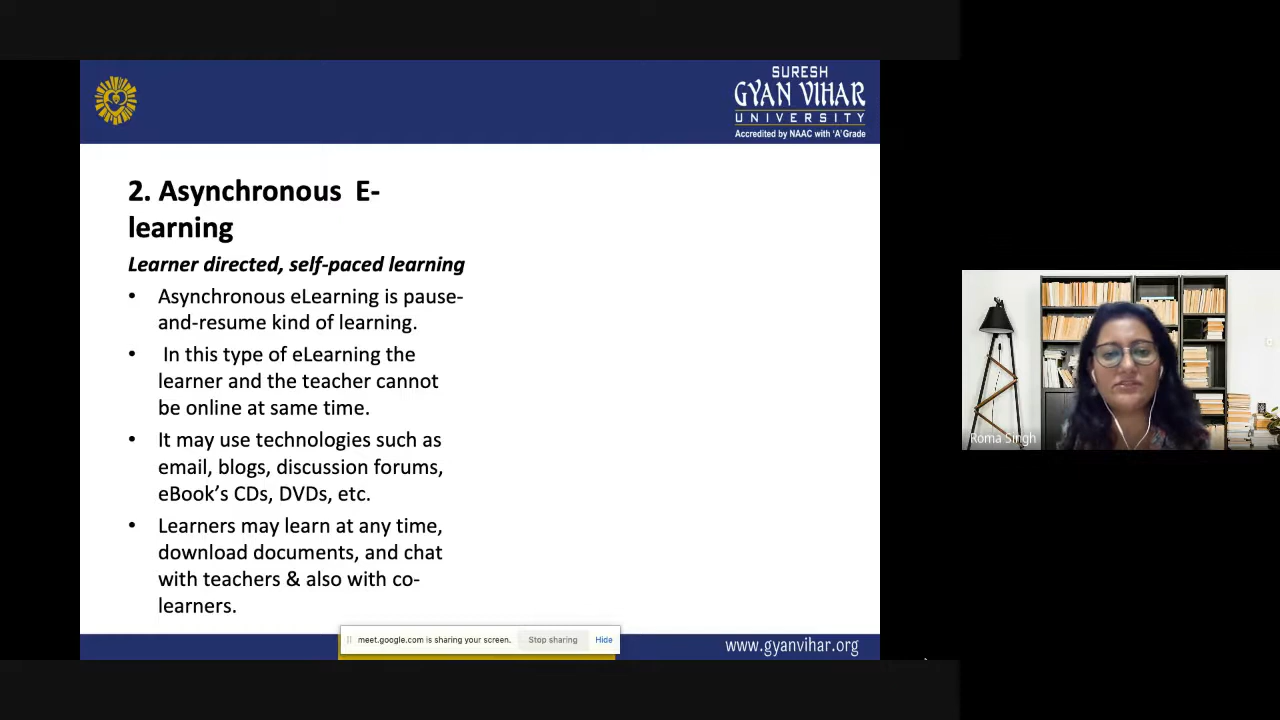 SURESH
GYAN VIHAR
UNIVERSITY
Accredited by NAAC with 'A' Grade
2. Asynchronous E-
learning
Learner directed, self-paced learning
• Asynchronous eLearning is pause-
and-resume kind of learning.
• In this type of eLearning the
learner and the teacher cannot
be online at same time.
• It may use technologies such as
email, blogs, discussion forums,
eBook's CDs, DVDs, etc.
• Learners may learn at any time,
download documents, and chat
with teachers & also with co-
learners.
meet.google.com is sharing your screen. Stop sharing Hide
www.gyanvihar.org
Roma Singh